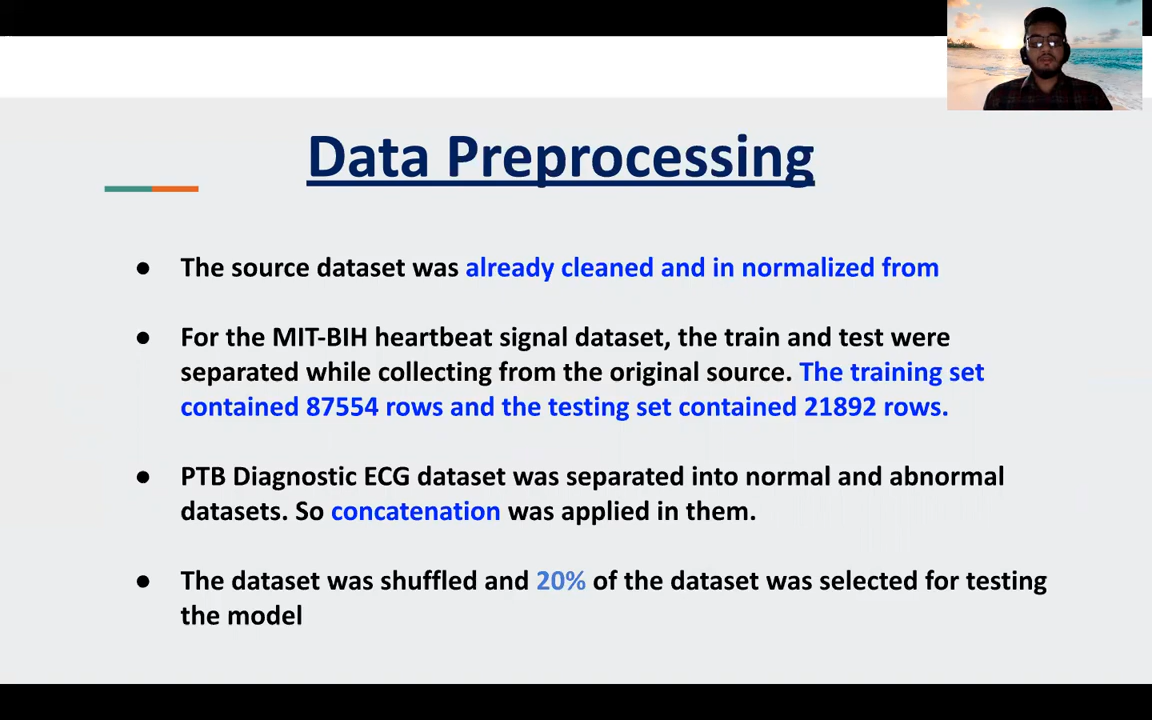 Data Preprocessing
● The source dataset was already cleaned and in normalized from
● For the MIT-BIH heartbeat signal dataset, the train and test were
separated while collecting from the original source. The training set
contained 87554 rows and the testing set contained 21892 rows.
● PTB Diagnostic ECG dataset was separated into normal and abnormal
datasets. So concatenation was applied in them.
● The dataset was shuffled and 20% of the dataset was selected for testing
the model